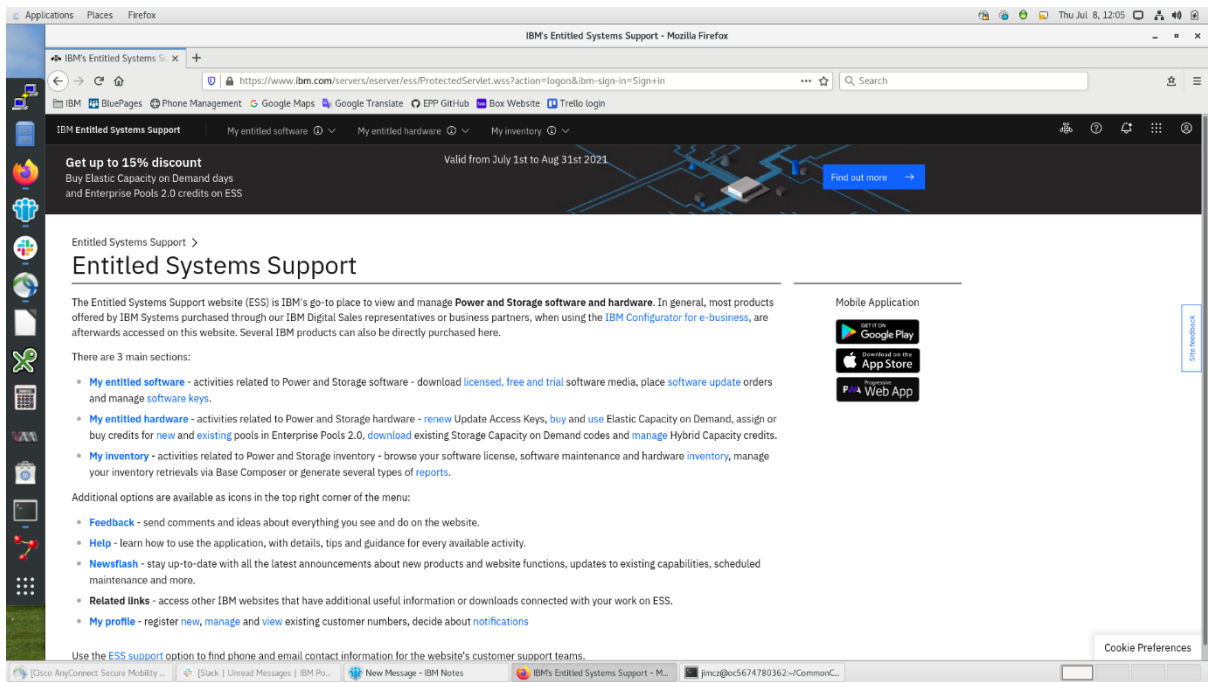 Applications Places Firefox
Thu Jul 8, 12:05
IBM's Entitled Systems Support - Mozilla Firefox
IBM's Entitled Systems Su
https://www.ibm.com/servers/eserver/ess/ProtectedServlet.wss?action=logon&ibm-sign-in=Sign+in
Search
IBM BluePages Phone Management Google Maps Google Translate EPP GitHub Box Website Trello login
IBM Entitled Systems Support My entitled software My entitled hardware My inventory
Get up to 15% discount
Buy Elastic Capacity on Demand days
and Enterprise Pools 2.0 credits on ESS
Valid from July 1st to Aug 31st 2021
Find out more
Entitled Systems Support
Entitled Systems Support
The Entitled Systems Support website (ESS) is IBM's go-to place to view and manage Power and Storage software and hardware. In general, most products
offered by IBM Systems purchased through our IBM Digital Sales representatives or business partners, when using the IBM Configurator for e-business, are
afterwards accessed on this website. Several IBM products can also be directly purchased here.
There are 3 main sections:
My entitled software - activities related to Power and Storage software - download licensed, free and trial software media, place software update orders
and manage software keys.
My entitled hardware - activities related to Power and Storage hardware - renew Update Access Keys, buy and use Elastic Capacity on Demand, assign or
buy credits for new and existing pools in Enterprise Pools 2.0, download existing Storage Capacity on Demand codes and manage Hybrid Capacity credits.
My inventory - activities related to Power and Storage inventory - browse your software license, software maintenance and hardware inventory, manage
your inventory retrievals via Base Composer or generate several types of reports.
Additional options are available as icons in the top right corner of the menu:
Feedback - send comments and ideas about everything you see and do on the website.
Help - learn how to use the application, with details, tips and guidance for every available activity.
Newsflash - stay up-to-date with all the latest announcements about new products and website functions, updates to existing capabilities, scheduled
maintenance and more.
Related links - access other IBM websites that have additional useful information or downloads connected with your work on ESS.
My profile - register new, manage and view existing customer numbers, decide about notifications
Use the ESS support option to find phone and email contact information for the website's customer support teams.
Mobile Application
GET IT ON
Google Play
Download on the
App Store
Progressive
PWA Web App
Site feedback
Cookie Preferences
[Cisco AnyConnect Secure Mobility ... [Slack | Unread Messages | IBM Po... New Message - IBM Notes IBM's Entitled Systems Support - M... jimcz@oc5674780362:~/CommonC...